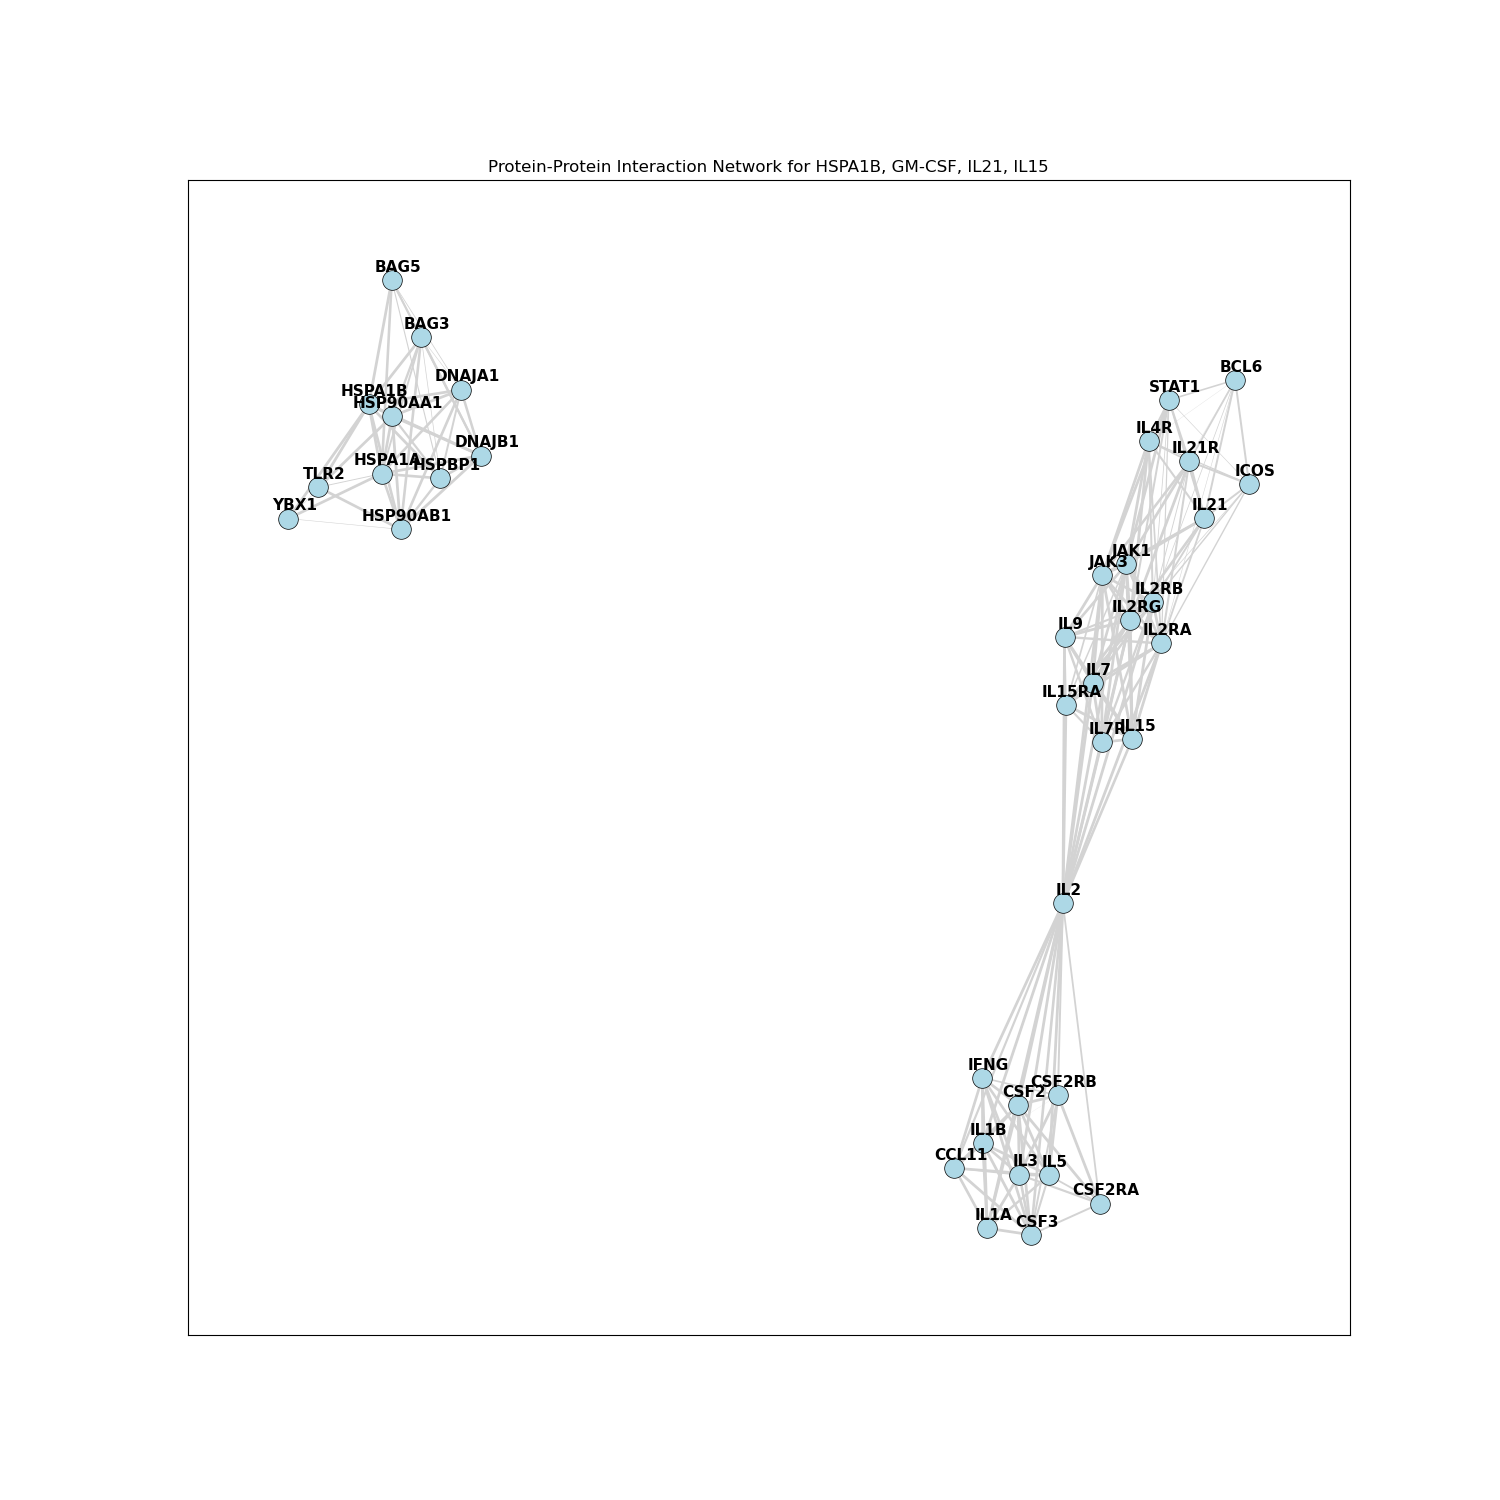 Protein-Protein Interaction Network for HSPA1B, GM-CSF, IL21, IL15
BAG5
BAG3
BCL6
DNAJA1
STAT1
HSPA1B
HSP90AA1
IL4R
DNAJB1
IL21R
HSPA1A
HSPBP1
ICOS
TLR2
YBX1
IL21
HSP90AB1
JAK1
JAK3
IL2RB
IL2RG
IL9
IL2RA
IL7
IL15RA
IL7R
IL15
IL2
IFNG
CSF2RB
CSF2
IL1B
CCL11
IL3
IL5
CSF2RA
IL1A
CSF3